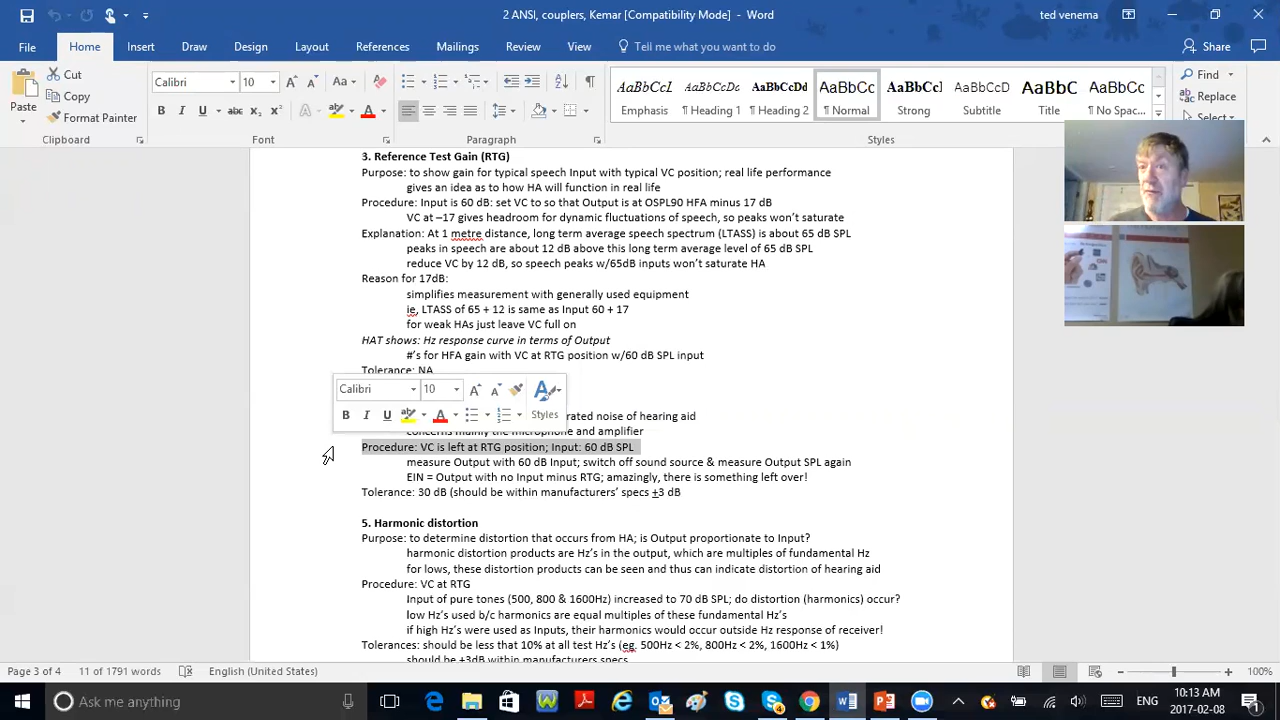 2 ANSI, couplers, Kemar [Compatibility Mode] - Word
ted venema
File
Home
Insert
Draw
Design
Layout
References
Mailings
Review
View
Tell me what you want to do
Share
Paste
Cut
Copy
Format Painter
Clipboard
Calibri
10
Font
Paragraph
AaBbCcL
Emphasis
AaBbCcDc
¶ Heading 1
AaBbCcDd
¶ Heading 2
AaBbCc
¶ Normal
AaBbCcI
Strong
AaBbCcDd
Subtitle
AaBbC
Title
AaBbCc
¶ No Spac...
Styles
Find
Replace
Select
3. Reference Test Gain (RTG)
Purpose: to show gain for typical speech Input with typical VC position; real life performance
gives an idea as to how HA will function in real life
Procedure: Input is 60 dB: set VC to so that Output is at OSPL90 HFA minus 17 dB
VC at –17 gives headroom for dynamic fluctuations of speech, so peaks won't saturate
Explanation: At 1 metre distance, long term average speech spectrum (LTASS) is about 65 dB SPL
peaks in speech are about 12 dB above this long term average level of 65 dB SPL
reduce VC by 12 dB, so speech peaks w/65dB inputs won't saturate HA
Reason for 17dB:
simplifies measurement with generally used equipment
ie, LTASS of 65 + 12 is same as Input 60 + 17
for weak HAs just leave VC full on
HAT shows: Hz response curve in terms of Output
#'s for HFA gain with VC at RTG position w/60 dB SPL input
Tolerance: NA
Calibri
10
Styles
rated noise of hearing aid
concerns mainly the microphone and amplifier
Procedure: VC is left at RTG position; Input: 60 dB SPL
measure Output with 60 dB Input; switch off sound source & measure Output SPL again
EIN = Output with no Input minus RTG; amazingly, there is something left over!
Tolerance: 30 dB (should be within manufacturers' specs ±3 dB
5. Harmonic distortion
Purpose: to determine distortion that occurs from HA; is Output proportionate to Input?
harmonic distortion products are Hz's in the output, which are multiples of fundamental Hz
for lows, these distortion products can be seen and thus can indicate distortion of hearing aid
Procedure: VC at RTG
Input of pure tones (500, 800 & 1600Hz) increased to 70 dB SPL; do distortion (harmonics) occur?
low Hz's used b/c harmonics are equal multiples of these fundamental Hz's
if high Hz's were used as Inputs, their harmonics would occur outside Hz response of receiver!
Tolerances: should be less that 10% at all test Hz's (eg. 500Hz < 2%, 800Hz < 2%, 1600Hz < 1%)
should be ±3dB within manufacturers specs
Page 3 of 4
11 of 1791 words
English (United States)
100%
Ask me anything
ENG
10:13 AM
2017-02-08